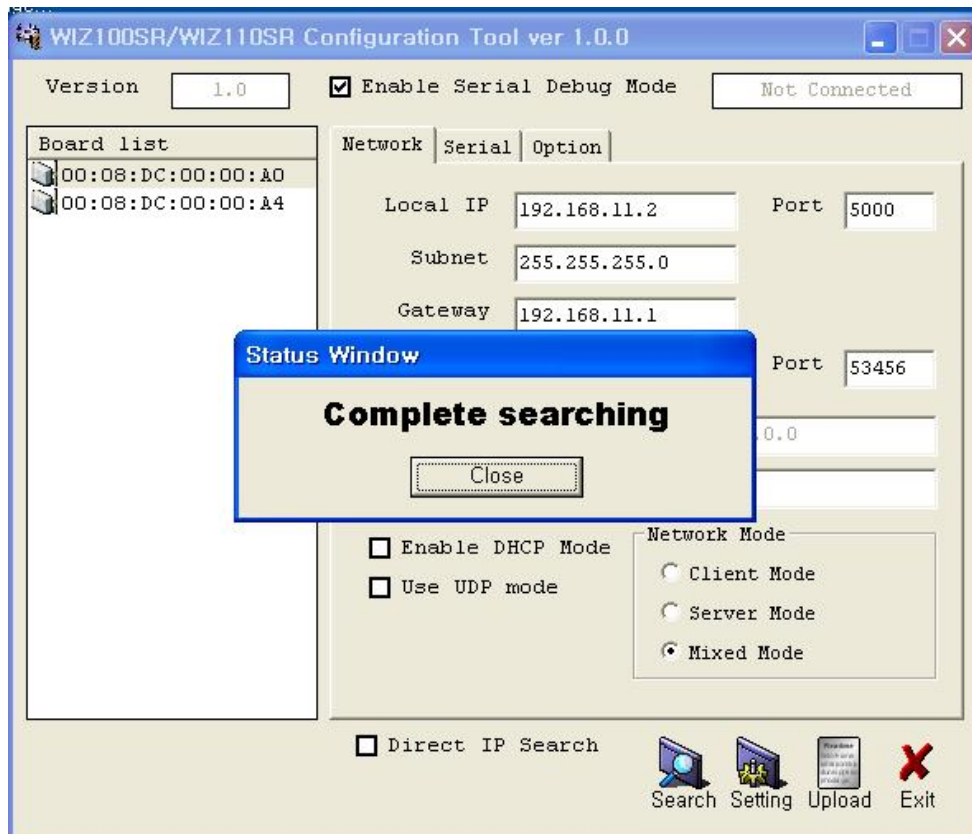 WIZ100SR/WIZ110SR Configuration Tool ver 1.0.0
Version 1.0 Enable Serial Debug Mode Not Connected
Board list
00:08:DC:00:00:A0
00:08:DC:00:00:A4
Network Serial Option
Local IP 192.168.11.2 Port 5000
Subnet 255.255.255.0
Gateway 192.168.11.1
Port 53456
.0.0
Status Window
Complete searching
Close
Enable DHCP Mode
Use UDP mode
Network Mode
Client Mode
Server Mode
Mixed Mode
Direct IP Search
Search Setting Upload Exit